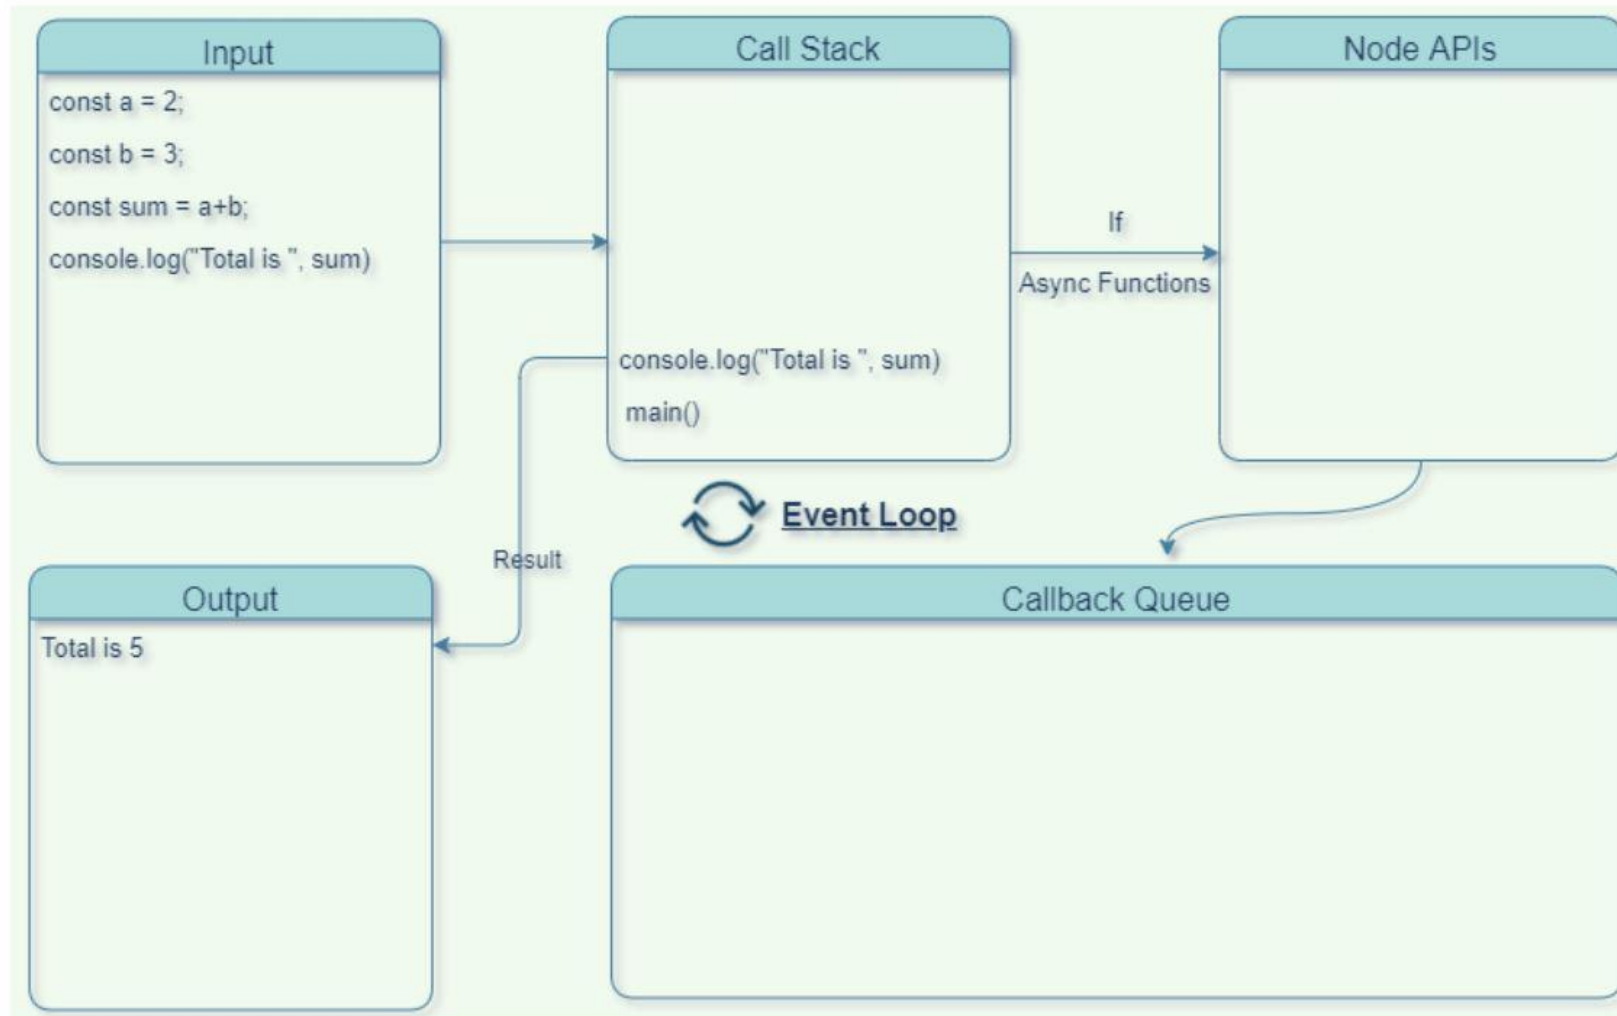 Input
const a = 2;
const b = 3;
const sum = a+b;
console.log("Total is ", sum)
Call Stack
console.log("Total is ", sum)
main()
If
Async Functions
Node APIs
Event Loop
Result
Output
Total is 5
Callback Queue